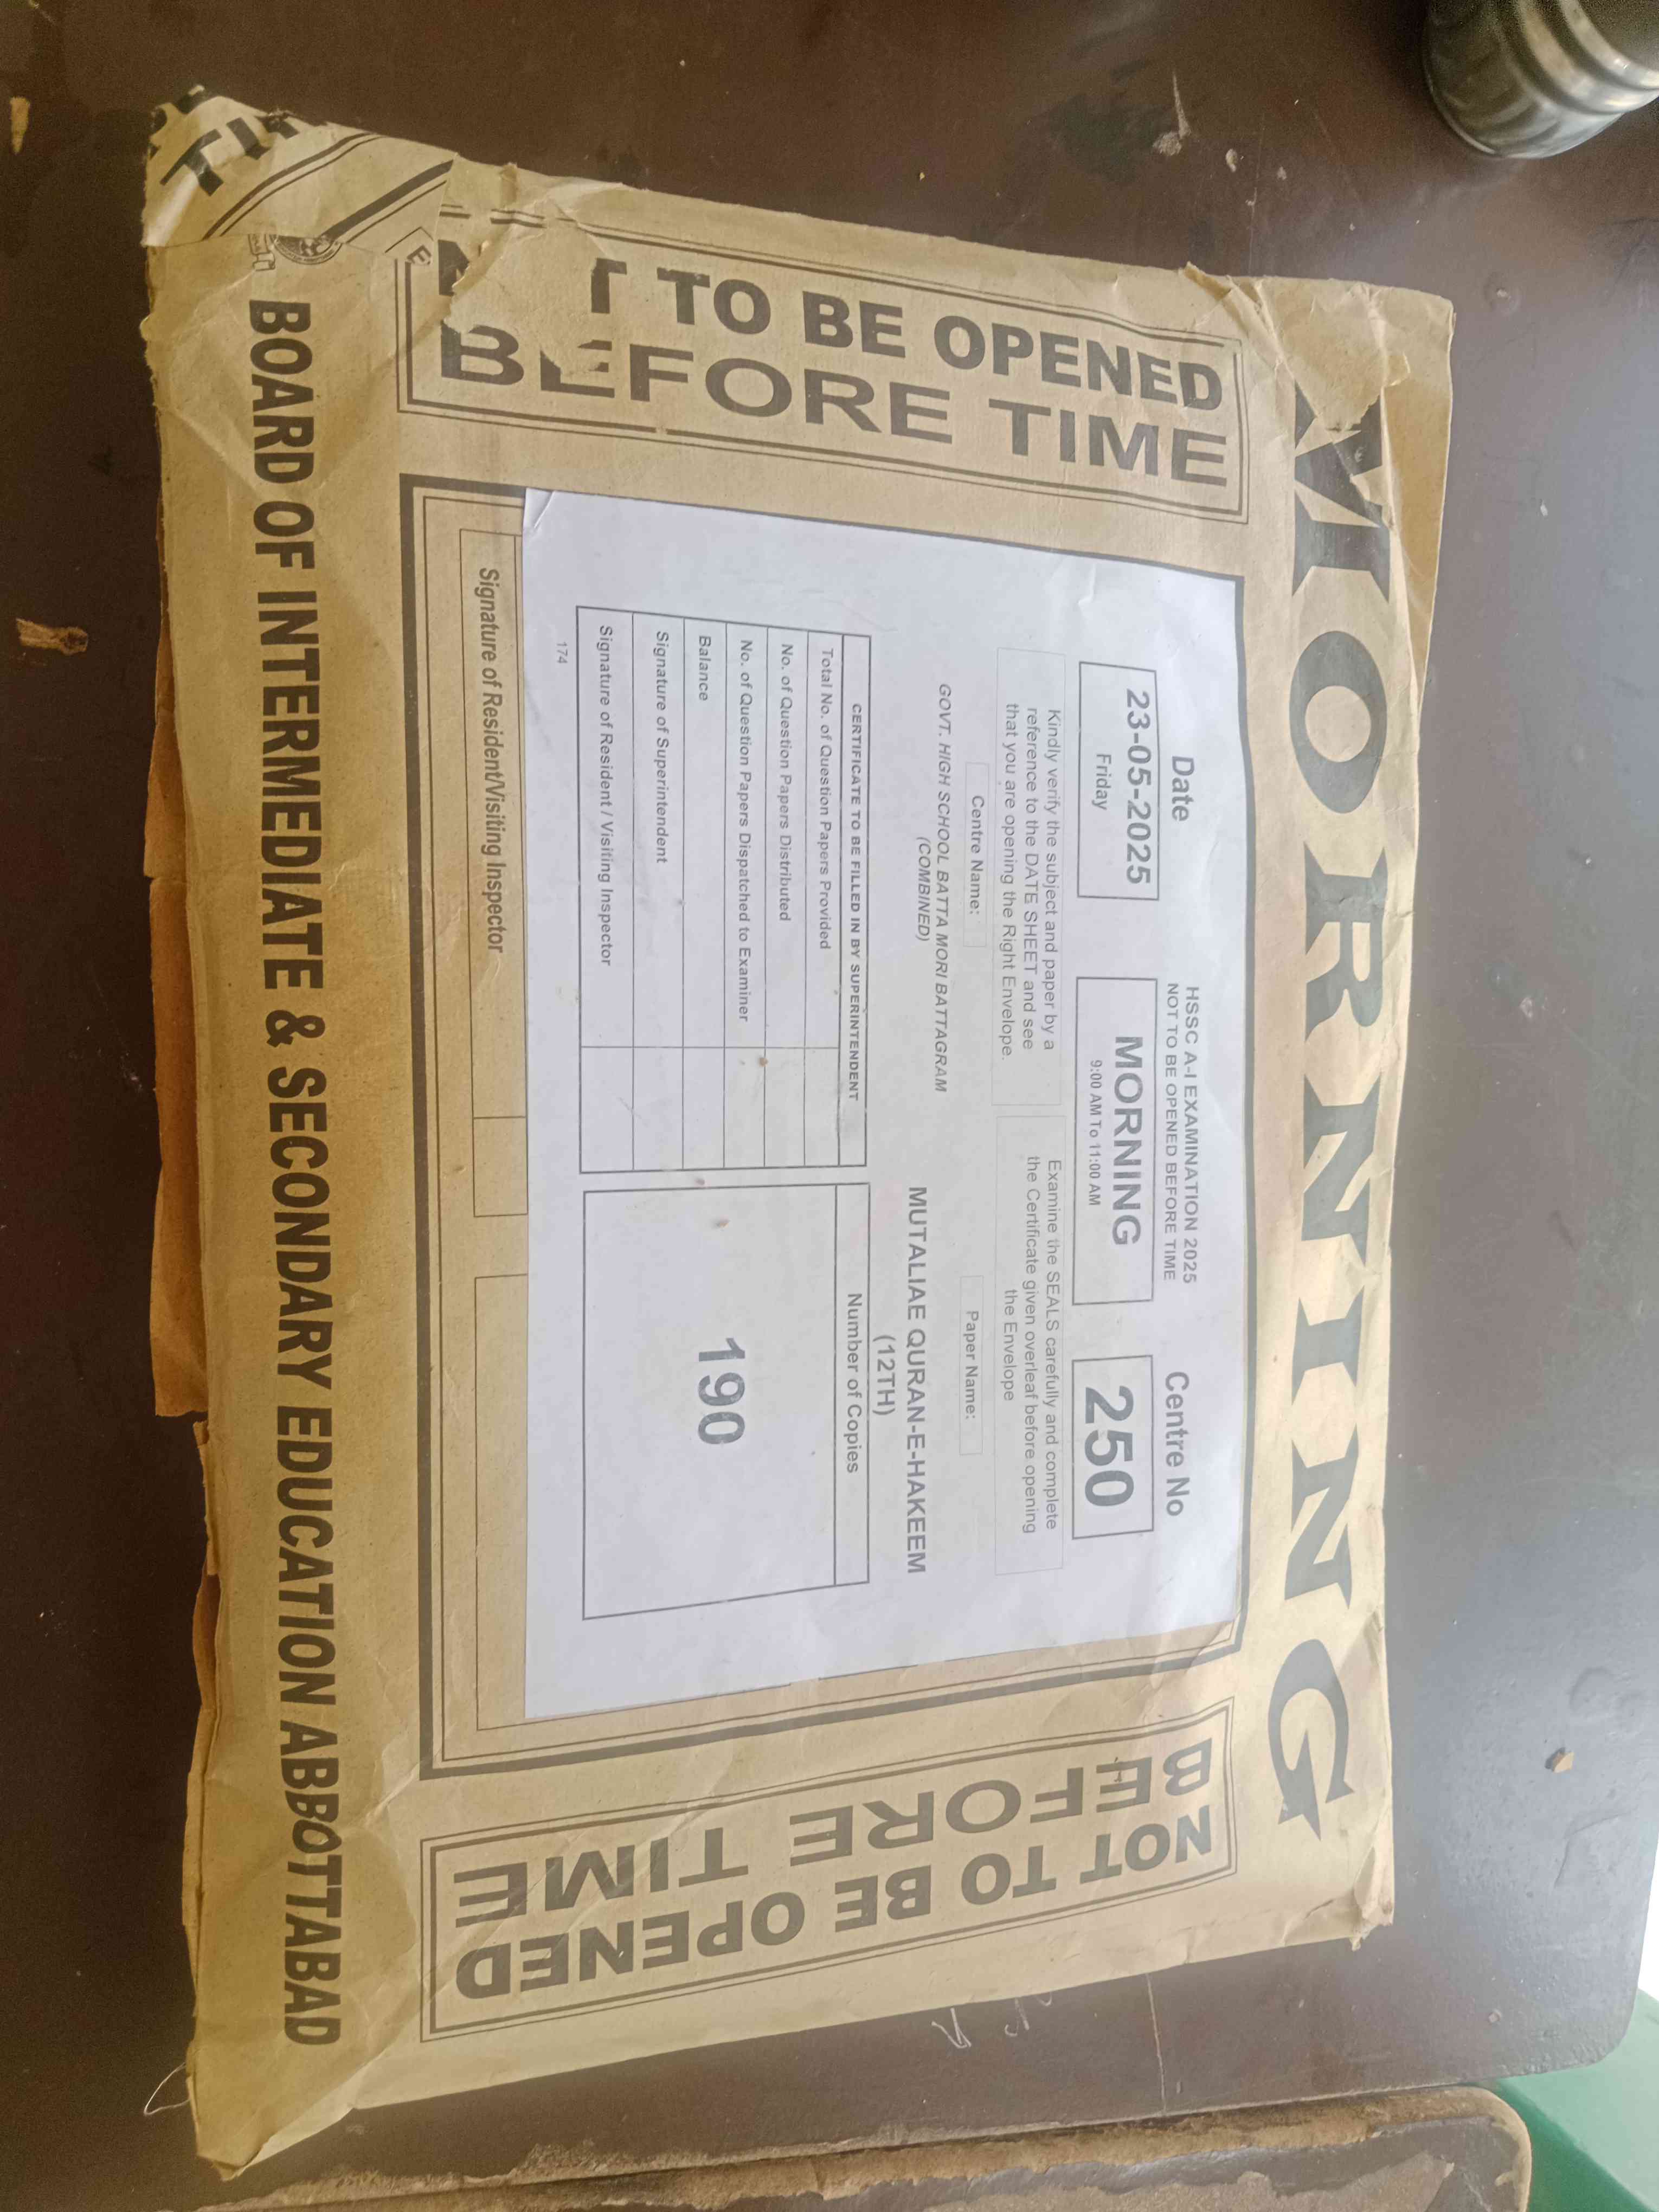 MORNING
NOT TO BE OPENED
BEFORE TIME
Date
23-05-2025
Friday
HSSC A-I EXAMINATION 2025
NOT TO BE OPENED BEFORE TIME
MORNING
9:00 AM To 11:00 AM
Centre No
250
Kindly verify the subject and paper by a
reference to the DATE SHEET and see
that you are opening the Right Envelope.
Examine the SEALS carefully and complete
the Certificate given overleaf before opening
the Envelope
Centre Name:
GOVT. HIGH SCHOOL BATTA MORI BATTAGRAM
(COMBINED)
Paper Name:
MUTALIAE QURAN-E-HAKEEM
(12TH)
CERTIFICATE TO BE FILLED IN BY SUPERINTENDENT
Total No. of Question Papers Provided
No. of Question Papers Distributed
No. of Question Papers Dispatched to Examiner
Balance
Signature of Superintendent
Signature of Resident / Visiting Inspector
Number of Copies
190
174
Signature of Resident/Visiting Inspector
NOT TO BE OPENED
BEFORE TIME
BOARD OF INTERMEDIATE & SECONDARY EDUCATION ABBOTTABAD